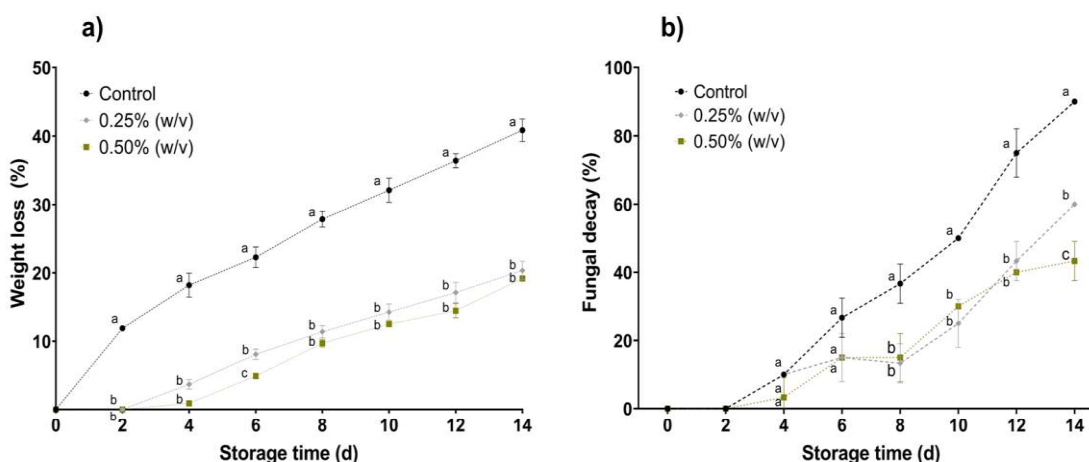 a)
Weight loss (%)
50
40
30
20
10
0
Control
0.25% (w/v)
0.50% (w/v)
a
a
a
a
a
a
a
b
b
b
b
b
c
b
b
b
b
b
b
b
b
0
2
4
6
8
10
12
14
Storage time (d)
b)
Fungal decay (%)
100
80
60
40
20
0
Control
0.25% (w/v)
0.50% (w/v)
a
a
a
a
a
a
a
a
a
a
b
b
b
b
b
b
b
c
0
2
4
6
8
10
12
14
Storage time (d)